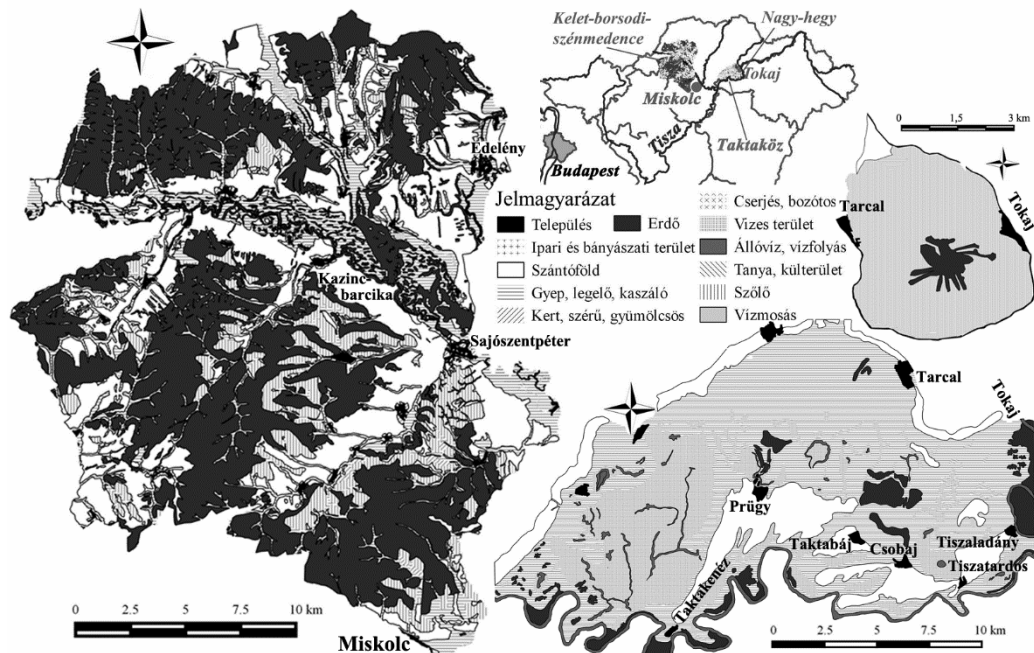 Kelet-borsodi-
szénmedence
Nagy-hegy
Tokaj
Miskolc
Tisza
Taktaköz
Budapest
0 1,5 3 km
Tarcal
Tokaj
Edelény
Kazinc-
barcika
Sajószentpéter
Miskolc
0 2.5 5 7.5 10 km
Jelmagyarázat
Település
Erdő
Ipari és bányászati terület
Szántóföld
Gyep, legelő, kaszáló
Kert, szérű, gyümölcsös
Cserjés, bozótos
Vizes terület
Állóvíz, vízfolyás
Tanya, külterület
Szőlő
Vízmosás
Tarcal
Tokaj
Prügy
Taktabáj
Csobaj
Tiszaladány
Tiszatardos
Taktakenéz
0 2.5 5 7.5 10 km